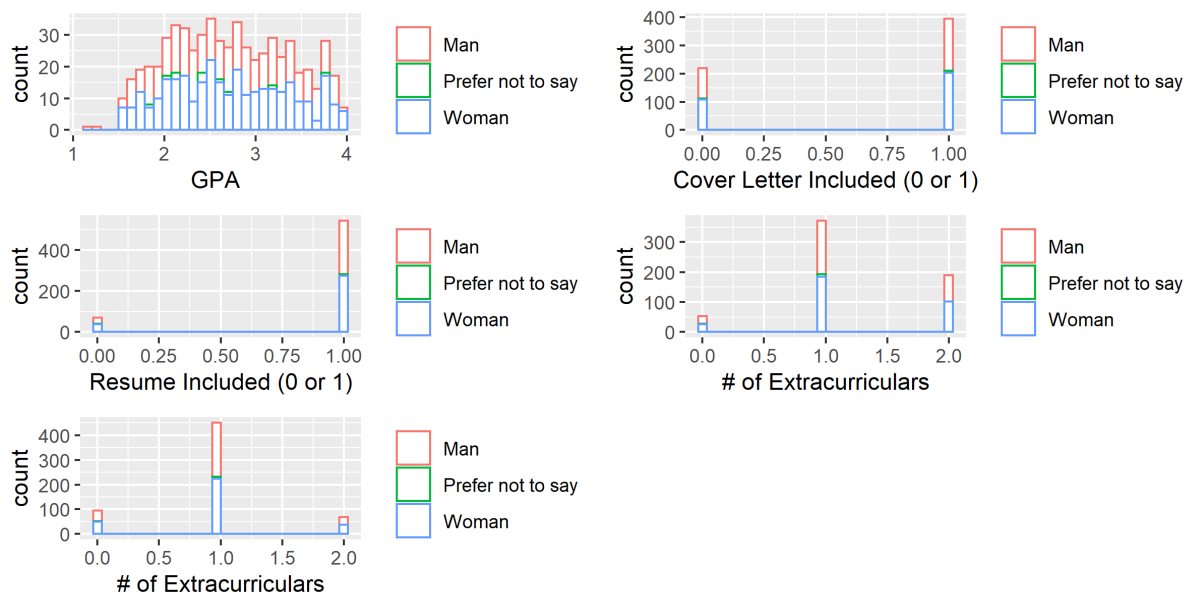 count
30
20
10
0
1 2 3 4
GPA
Man
Prefer not to say
Woman
count
400
300
200
100
0
0.00 0.25 0.50 0.75 1.00
Cover Letter Included (0 or 1)
Man
Prefer not to say
Woman
count
400
200
0
0.00 0.25 0.50 0.75 1.00
Resume Included (0 or 1)
Man
Prefer not to say
Woman
count
300
200
100
0
0.0 0.5 1.0 1.5 2.0
# of Extracurriculars
Man
Prefer not to say
Woman
count
400
300
200
100
0
0.0 0.5 1.0 1.5 2.0
# of Extracurriculars
Man
Prefer not to say
Woman